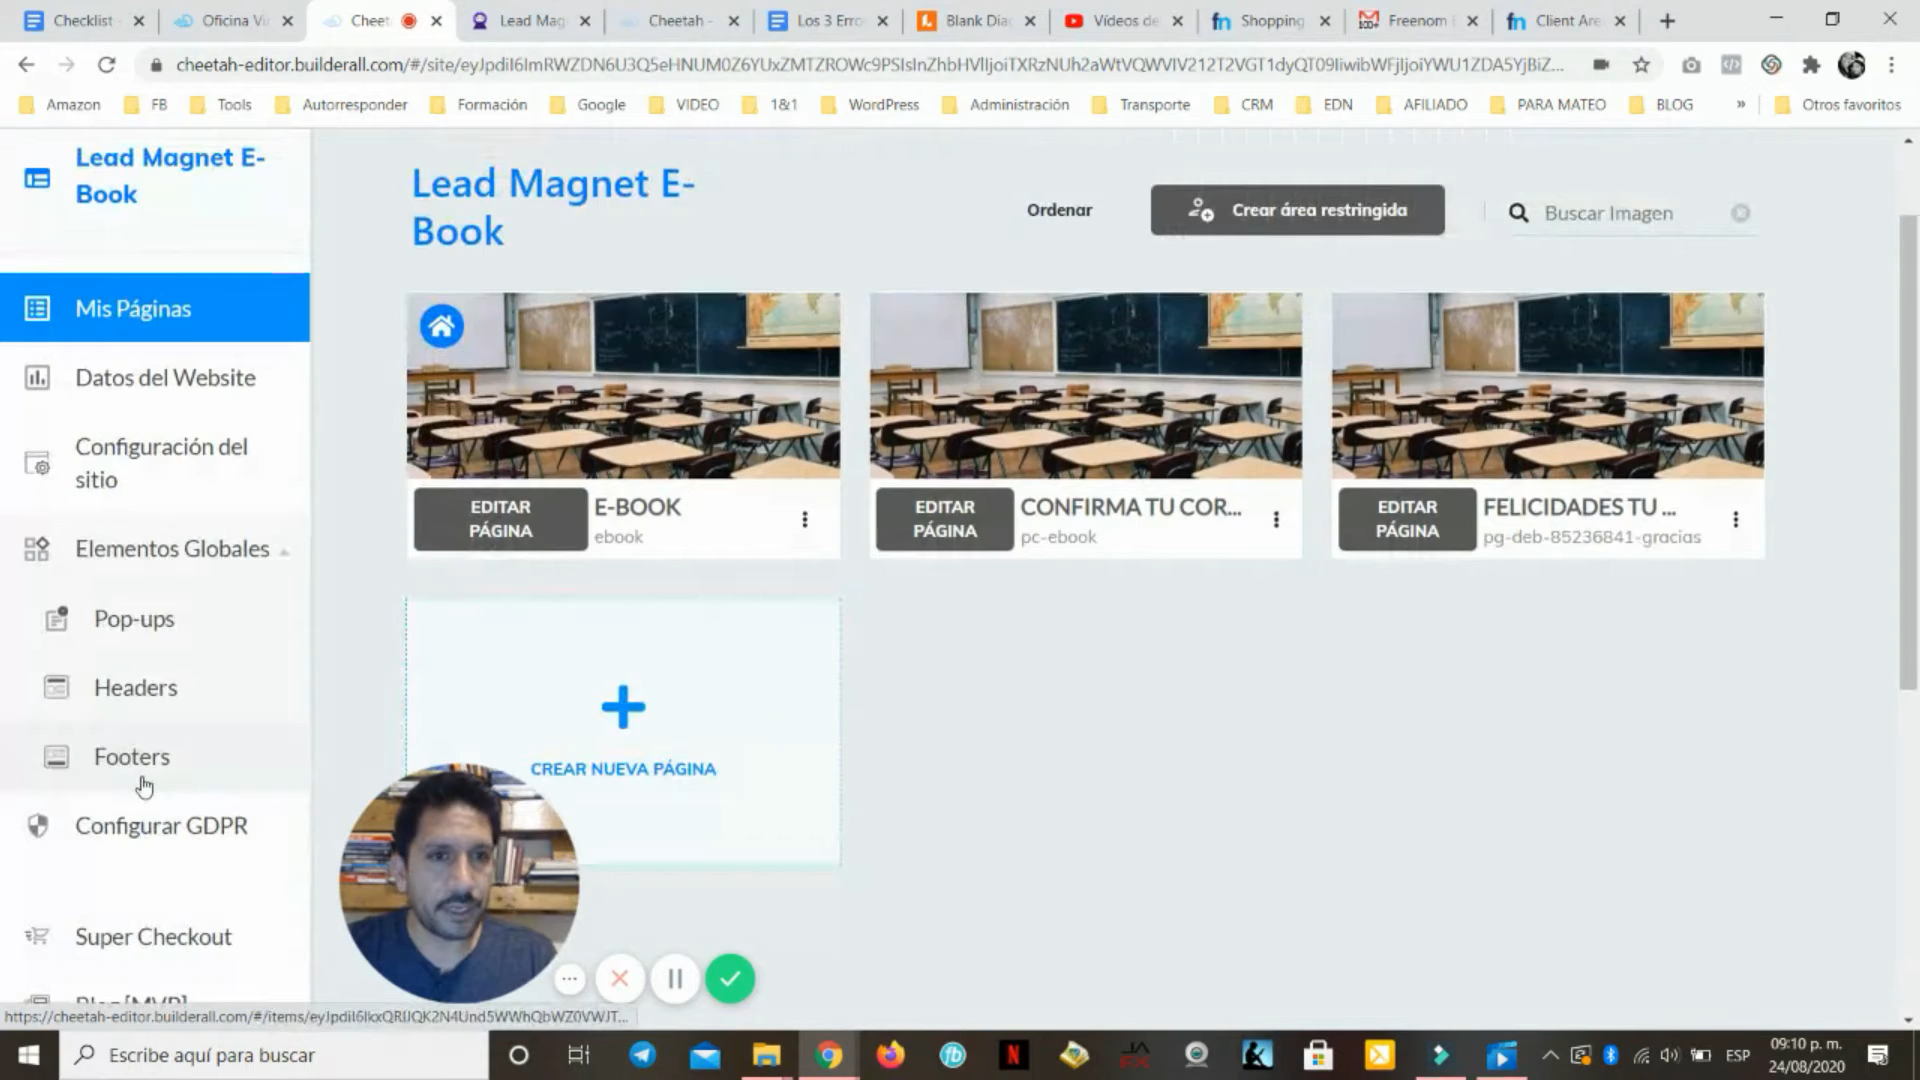 Checklist
Oficina Vi
Cheet
Lead Mag
Cheetah -
Los 3 Erro
Blank Dia
Vídeos de
Shopping
Freenom
Client Are
cheetah-editor.builderall.com/#/site/
Amazon
FB
Tools
Autorresponder
Formación
Google
VIDEO
1&1
WordPress
Administración
Transporte
CRM
EDN
AFILIADO
PARA MATEO
BLOG
»
Otros favoritos
Lead Magnet E-
Book
Mis Páginas
Datos del Website
Configuración del
sitio
Elementos Globales
Pop-ups
Headers
Footers
Configurar GDPR
Super Checkout
Blog [MVP]
Lead Magnet E-
Book
Ordenar
Crear área restringida
Buscar Imagen
EDITAR
PÁGINA
E-BOOK
ebook
EDITAR
PÁGINA
CONFIRMA TU COR...
pc-ebook
EDITAR
PÁGINA
FELICIDADES TU ...
pg-deb-85236841-gracias
CREAR NUEVA PÁGINA
Escribe aquí para buscar
ESP
09:10 p. m.
24/08/2020